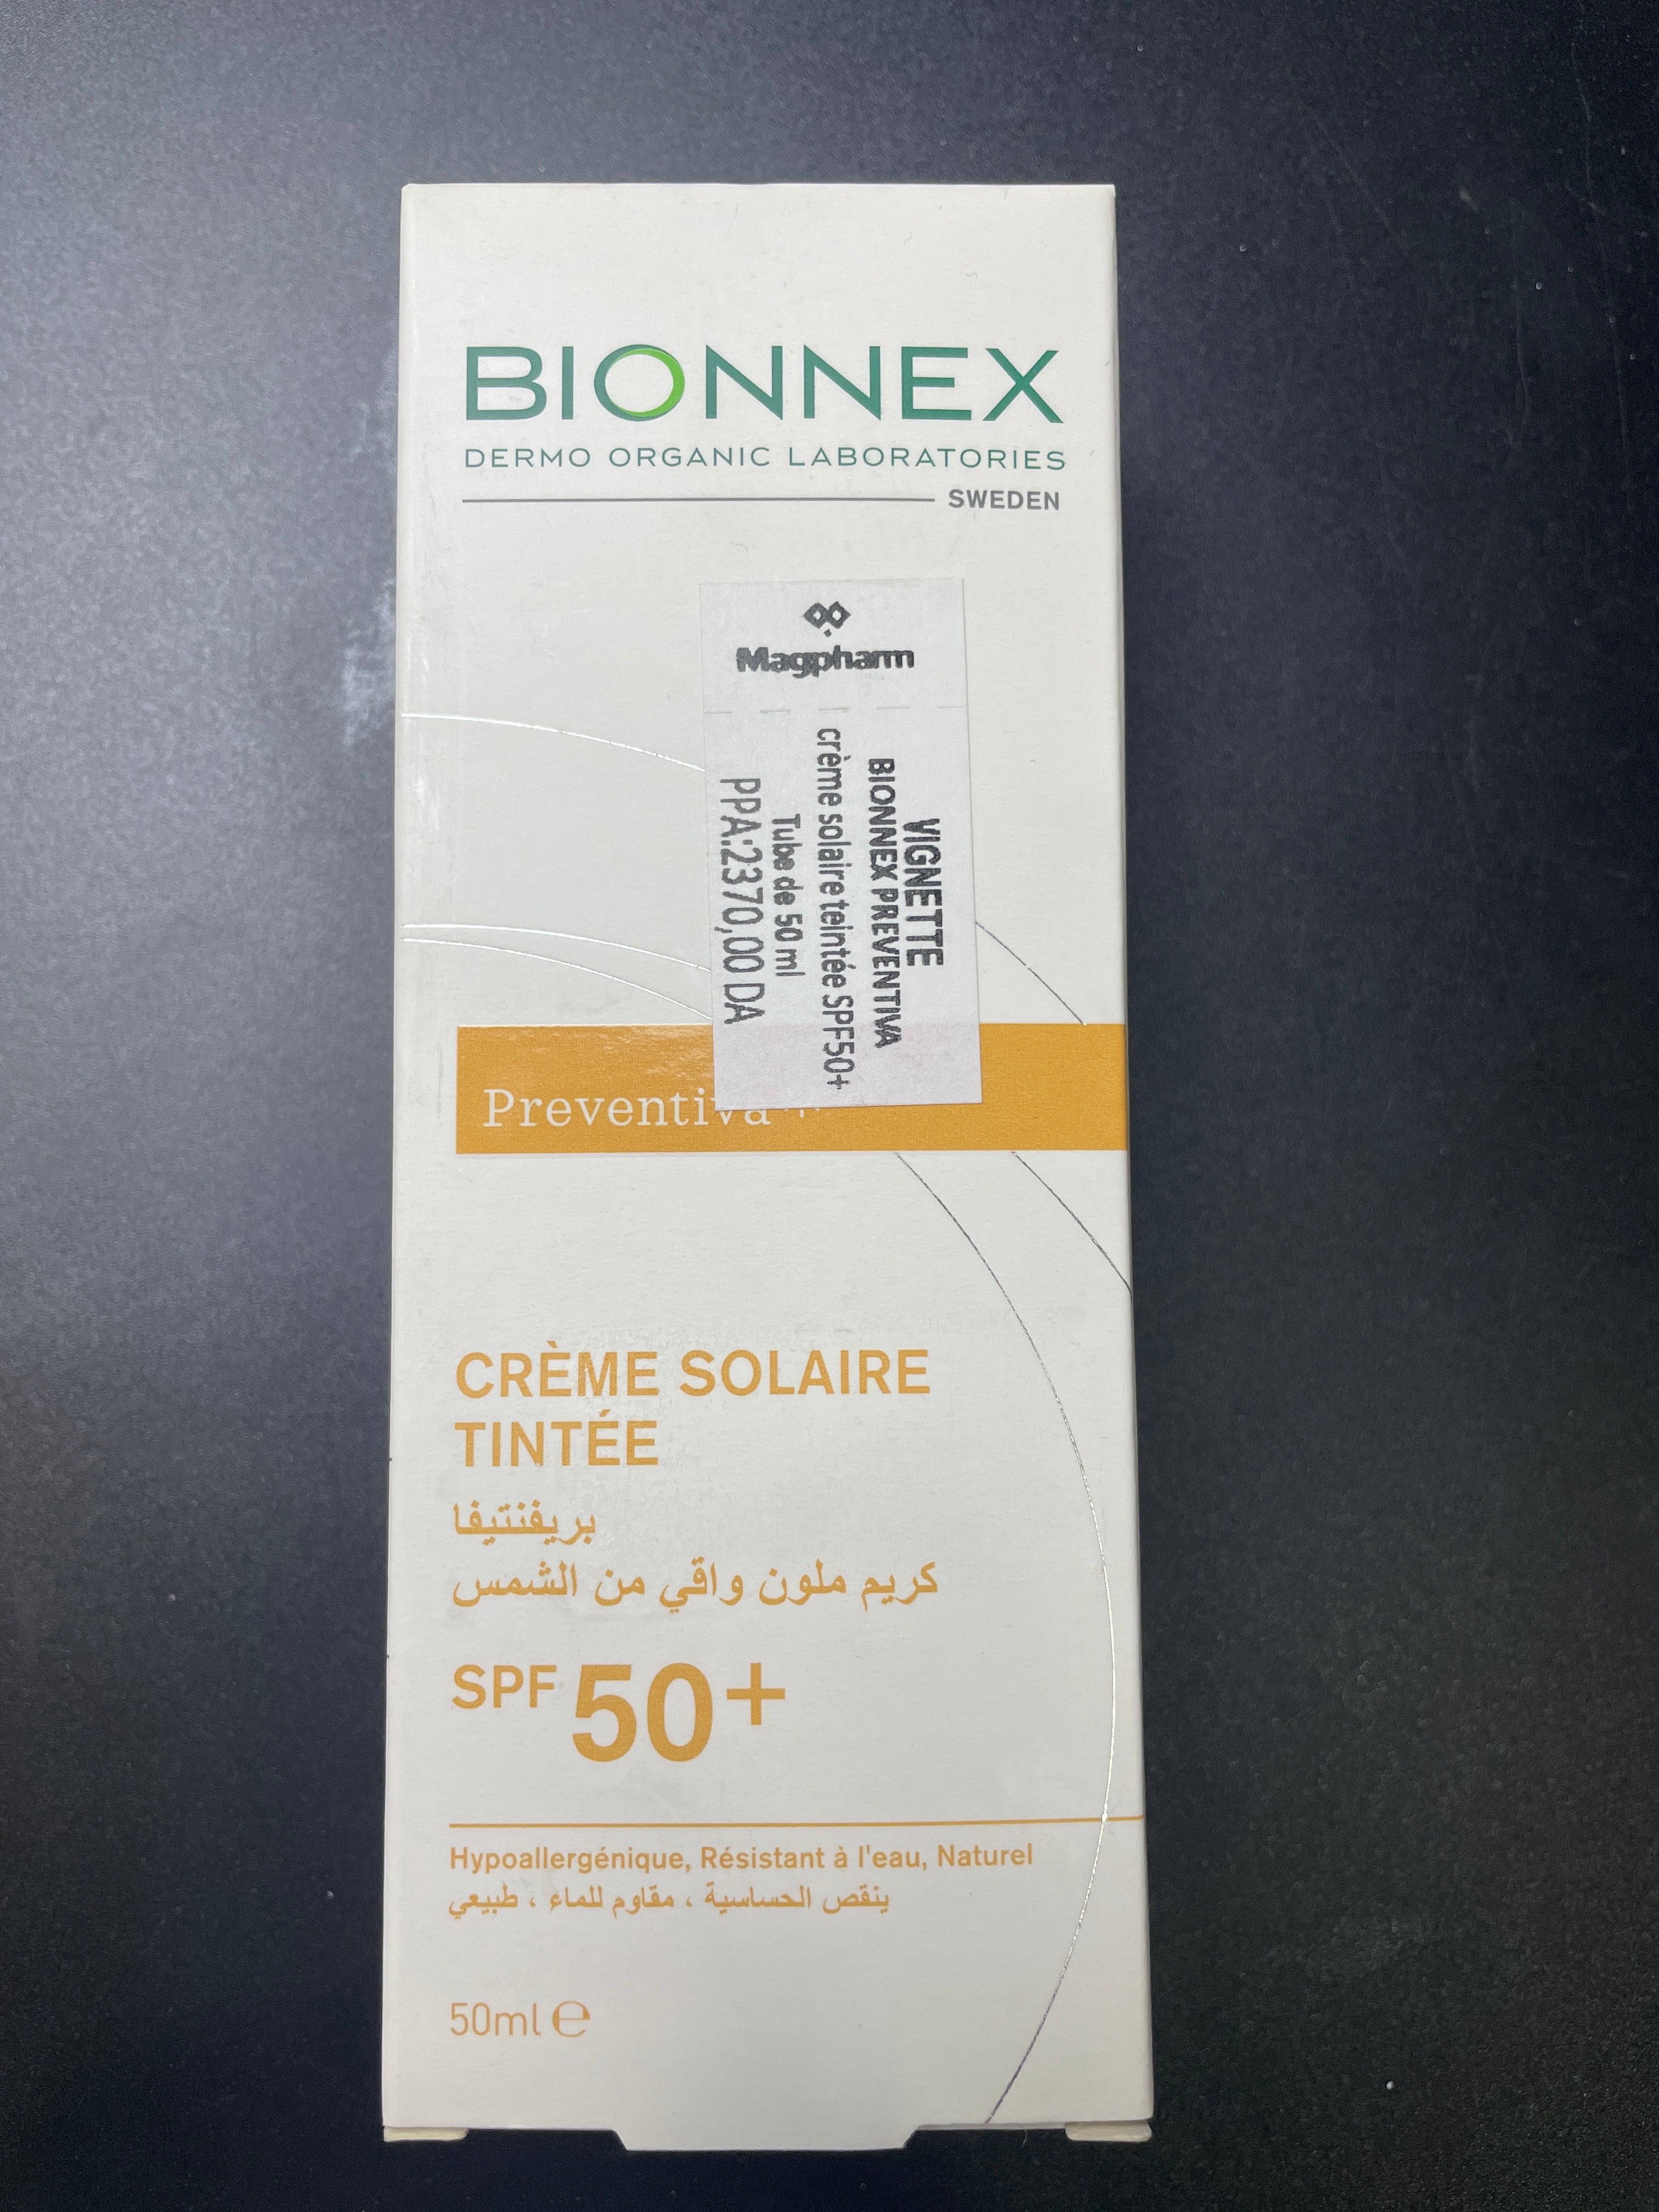 BIONNEX
DERMO ORGANIC LABORATORIES
SWEDEN
Magpharm
VIGNETTE
BIONNEX PREVENTIVA
crème solaire teintée SPF50+
Tube de 50 ml
PPA:2370,00 DA
Preventiva
CRÈME SOLAIRE
TINTÉE
بريفنتيفا
كريم ملون واقي من الشمس
SPF 50+
Hypoallergénique, Résistant à l'eau, Naturel
ينقص الحساسية ، مقاوم للماء ، طبيعي
50ml ℮